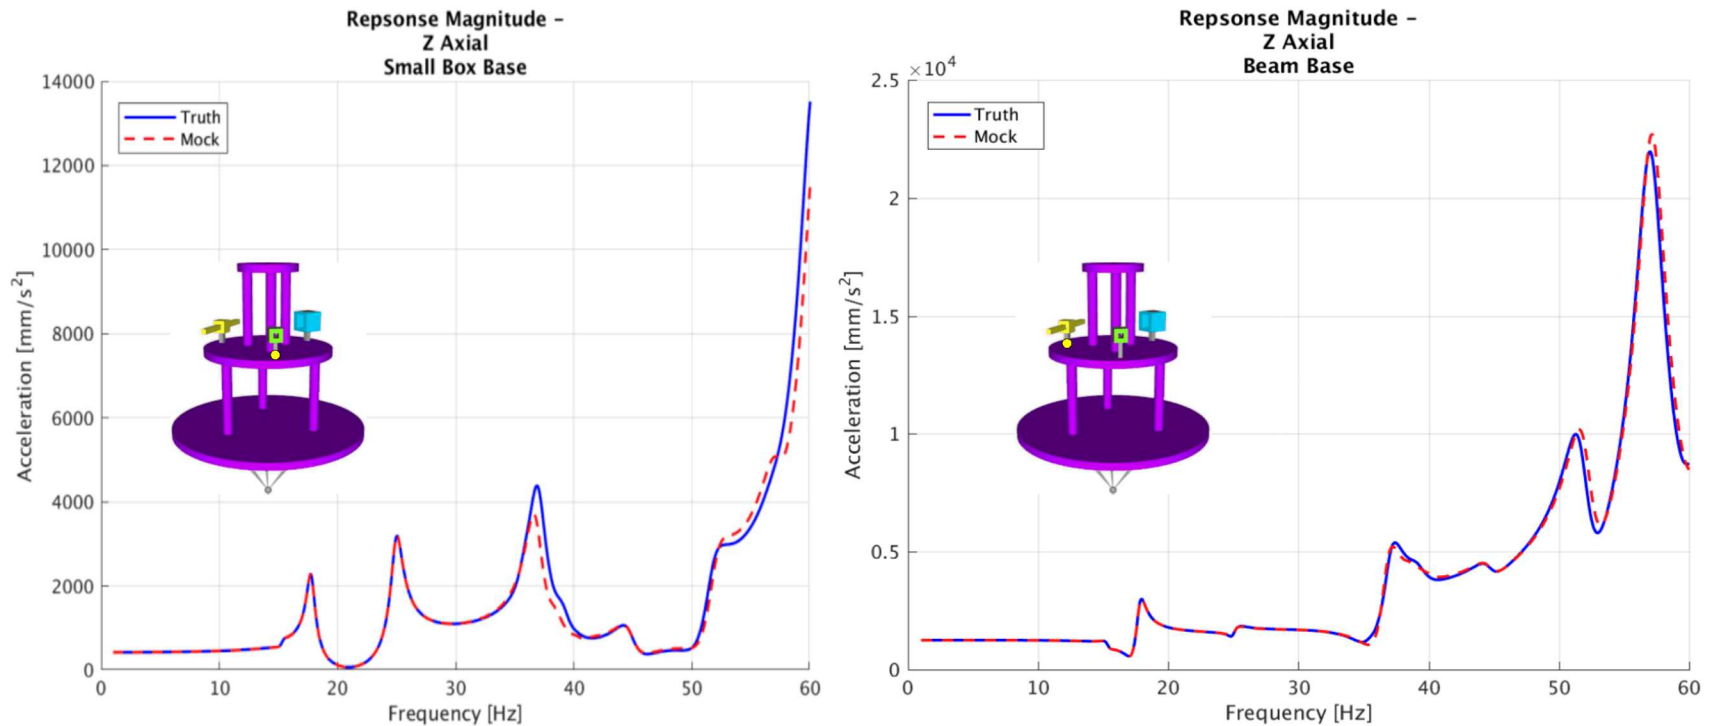 Repsonse Magnitude –
Z Axial
Small Box Base
14000
12000
10000
8000
6000
4000
2000
0
Acceleration [mm/s²]
Truth
Mock
0 10 20 30 40 50 60
Frequency [Hz]
Repsonse Magnitude –
Z Axial
Beam Base
×10⁴
2.5
2
1.5
1
0.5
0
Acceleration [mm/s²]
Truth
Mock
0 10 20 30 40 50 60
Frequency [Hz]